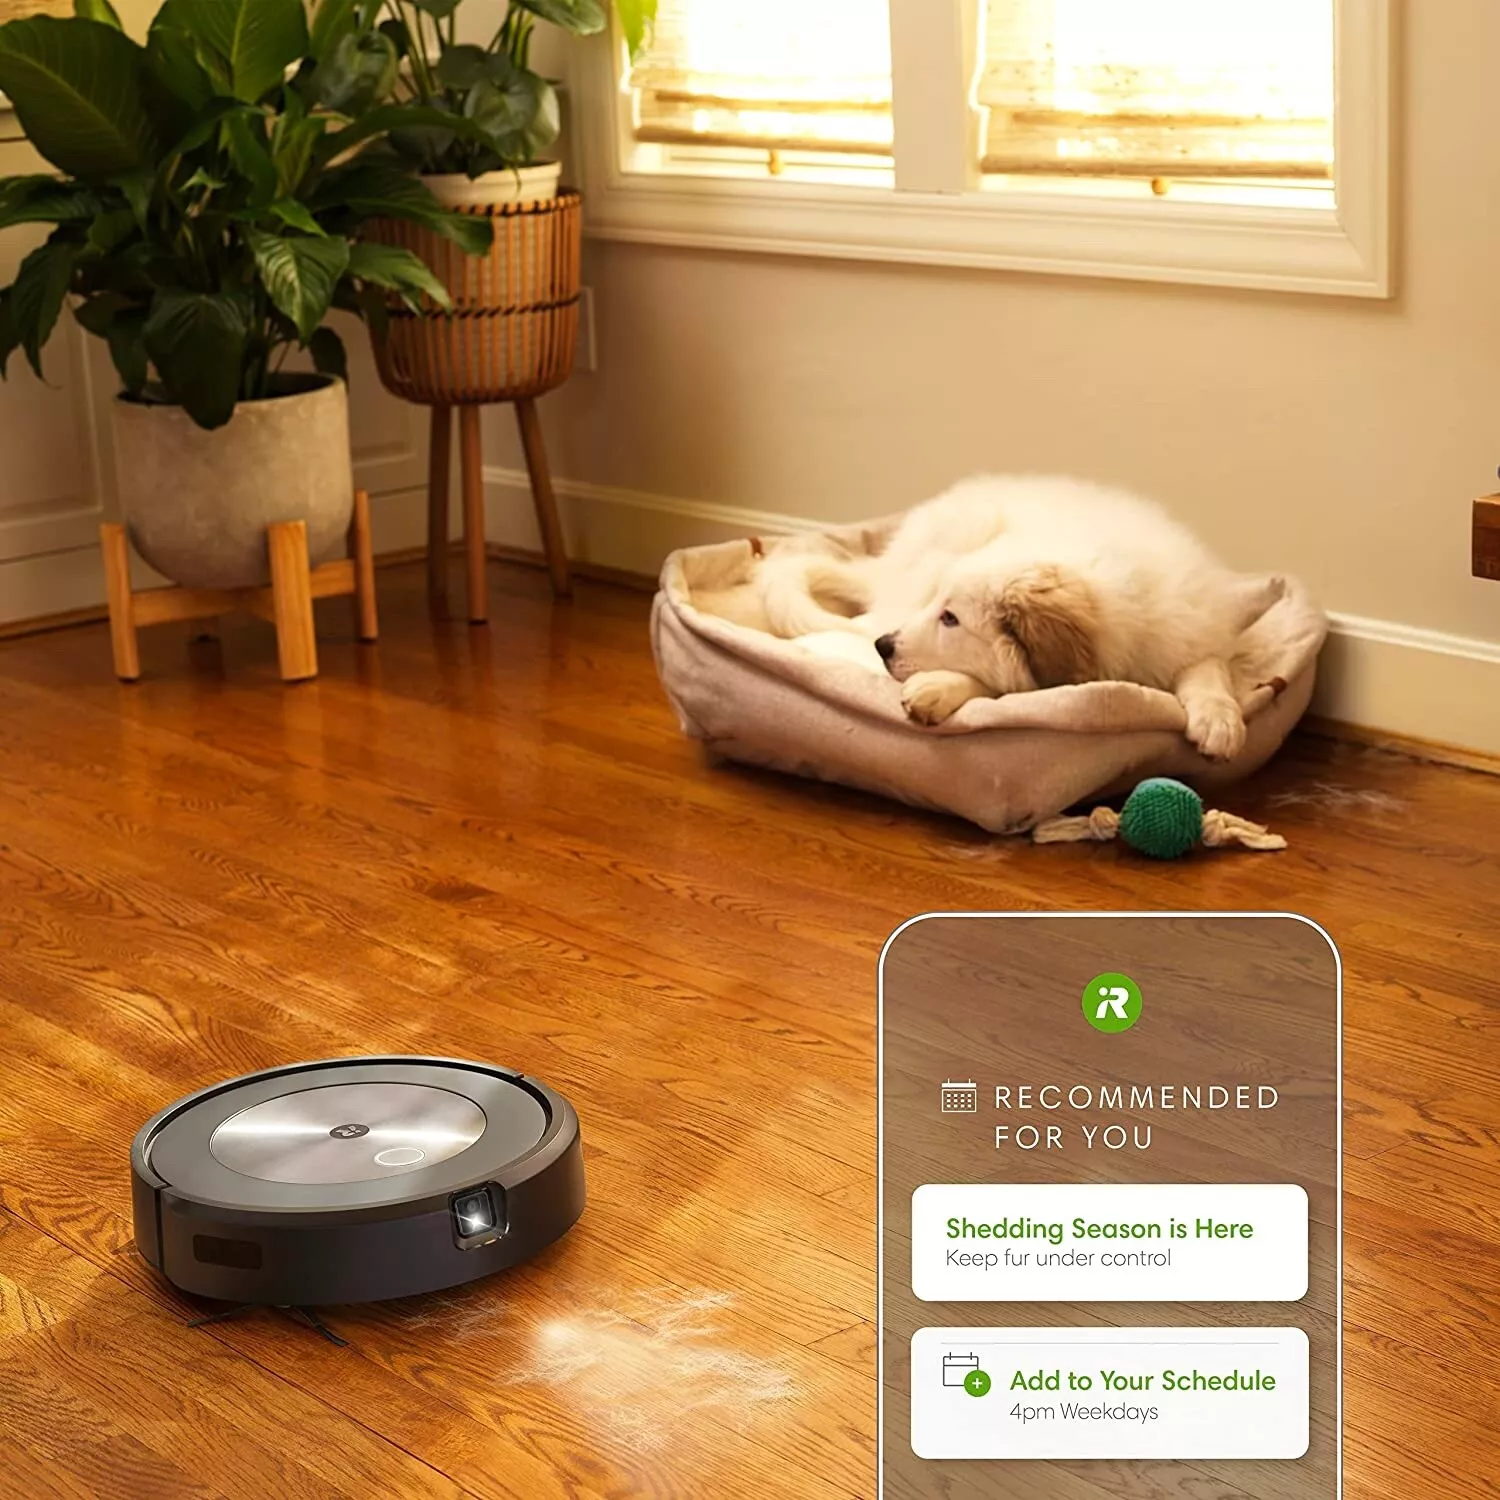 iR
RECOMMENDED
FOR YOU
Shedding Season is Here
Keep fur under control
Add to Your Schedule
4pm Weekdays